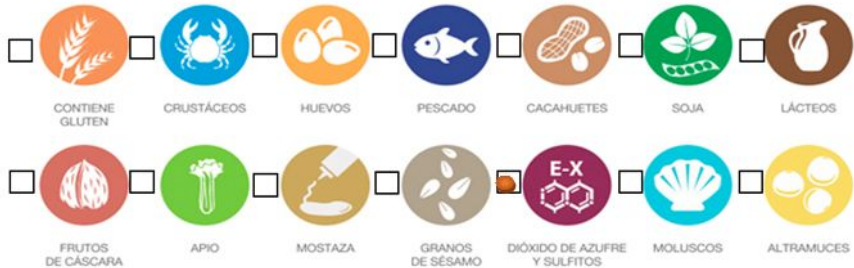 CONTIENE
GLUTEN
CRUSTÁCEOS
HUEVOS
PESCADO
CACAHUETES
SOJA
LÁCTEOS
E-X
FRUTOS
DE CÁSCARA
APIO
MOSTAZA
GRANOS
DE SÉSAMO
DIÓXIDO DE AZUFRE
Y SULFITOS
MOLUSCOS
ALTRAMUCES